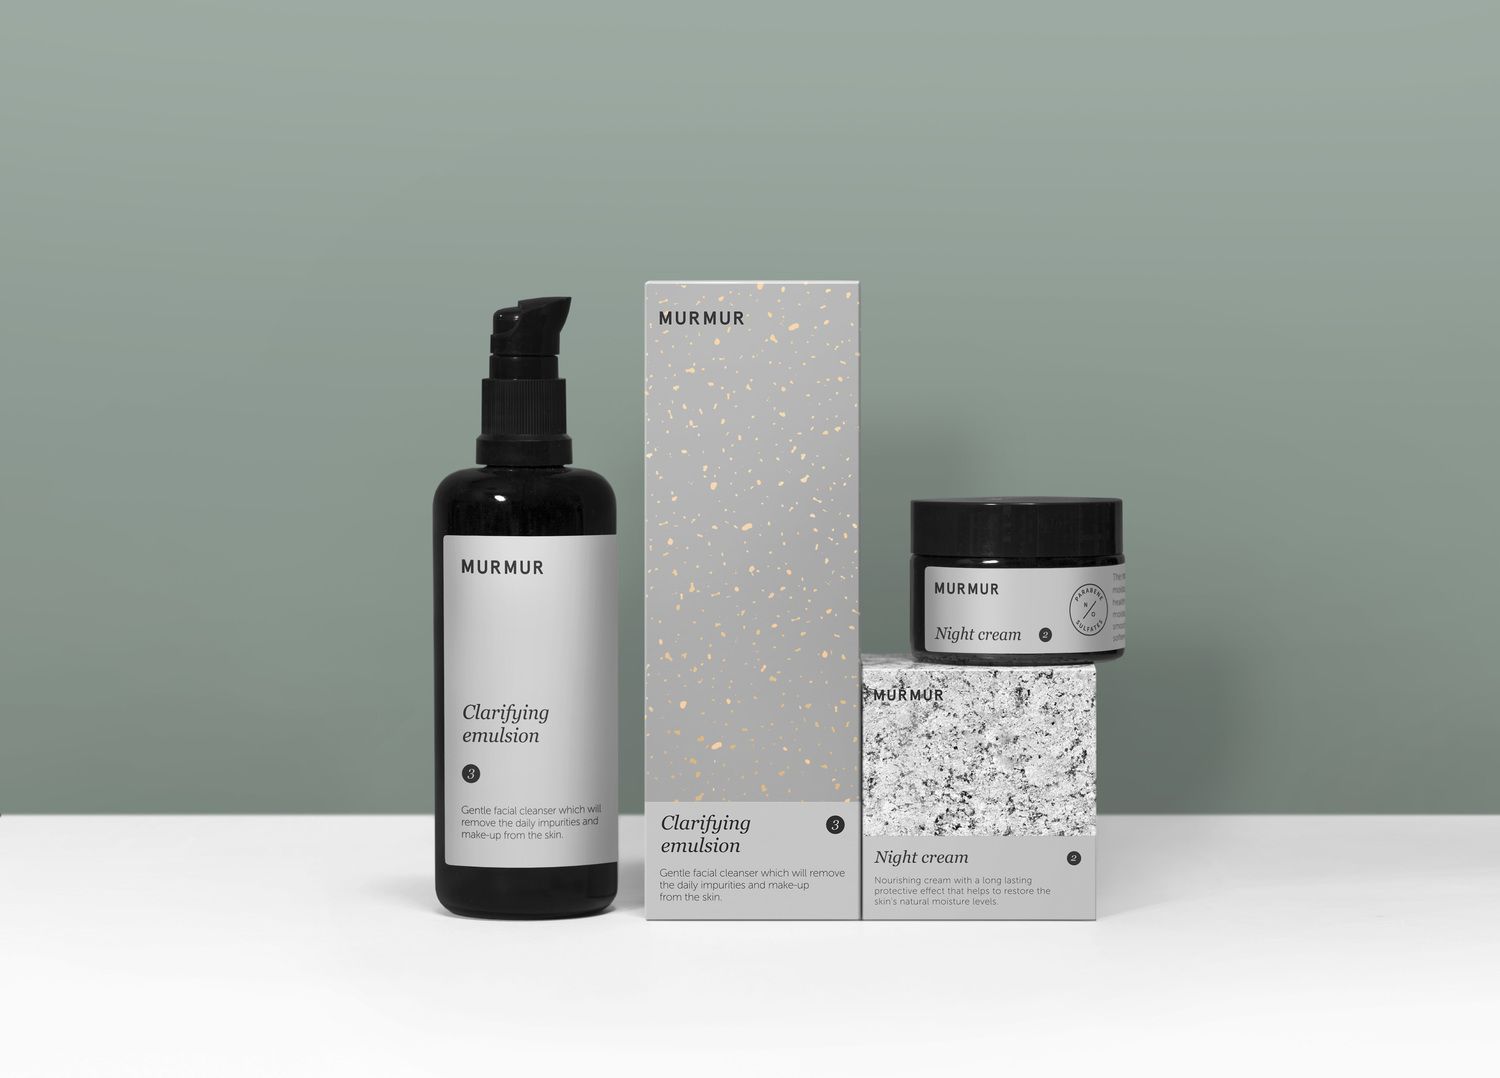 MURMUR
Clarifying
emulsion
3
Gentle facial cleanser which will
remove the daily impurities and
make-up from the skin.
MURMUR
Clarifying
emulsion
3
Gentle facial cleanser which will remove
the daily impurities and make-up
from the skin.
MURMUR
Night cream
2
PARABENE
NO
SULFATES
The
MURMUR
Night cream
2
Nourishing cream with a long lasting
protective effect that helps to restore the
skin's natural moisture levels.